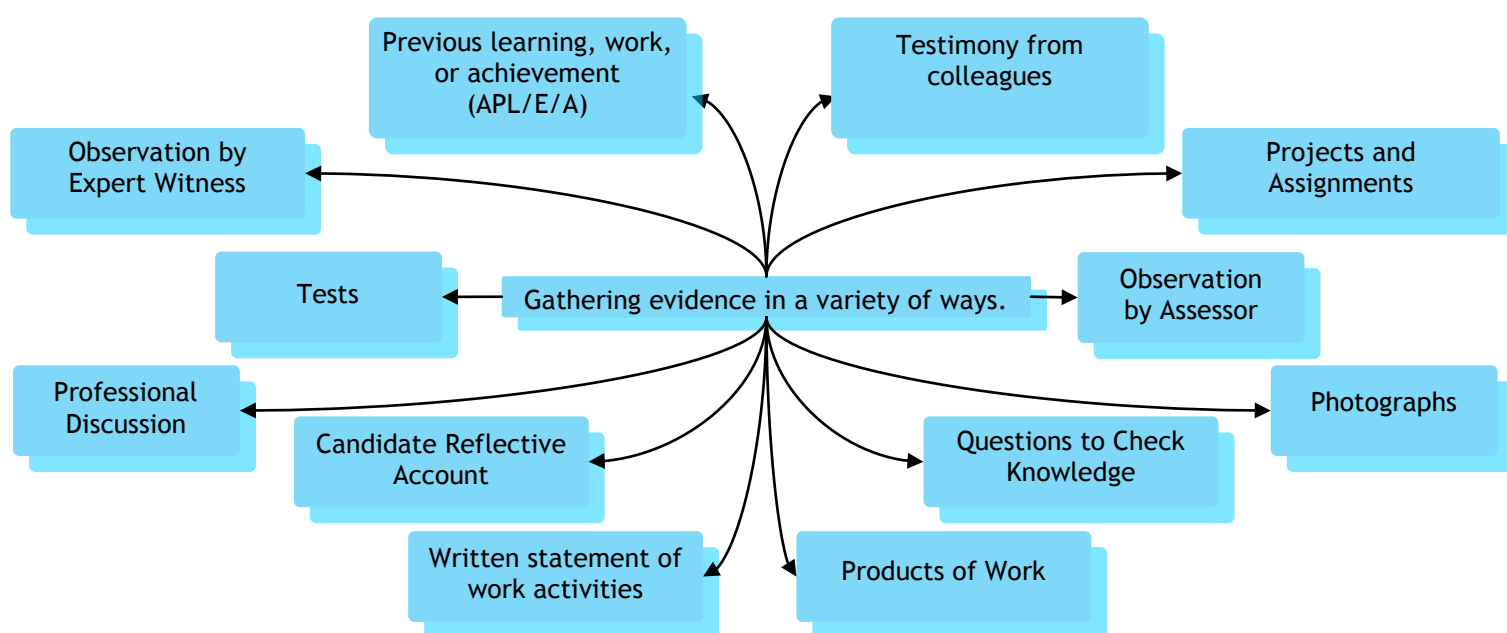 Previous learning, work,
or achievement
(APL/E/A)
Testimony from
colleagues
Observation by
Expert Witness
Projects and
Assignments
Tests
Gathering evidence in a variety of ways.
Observation
by Assessor
Professional
Discussion
Photographs
Candidate Reflective
Account
Questions to Check
Knowledge
Written statement of
work activities
Products of Work